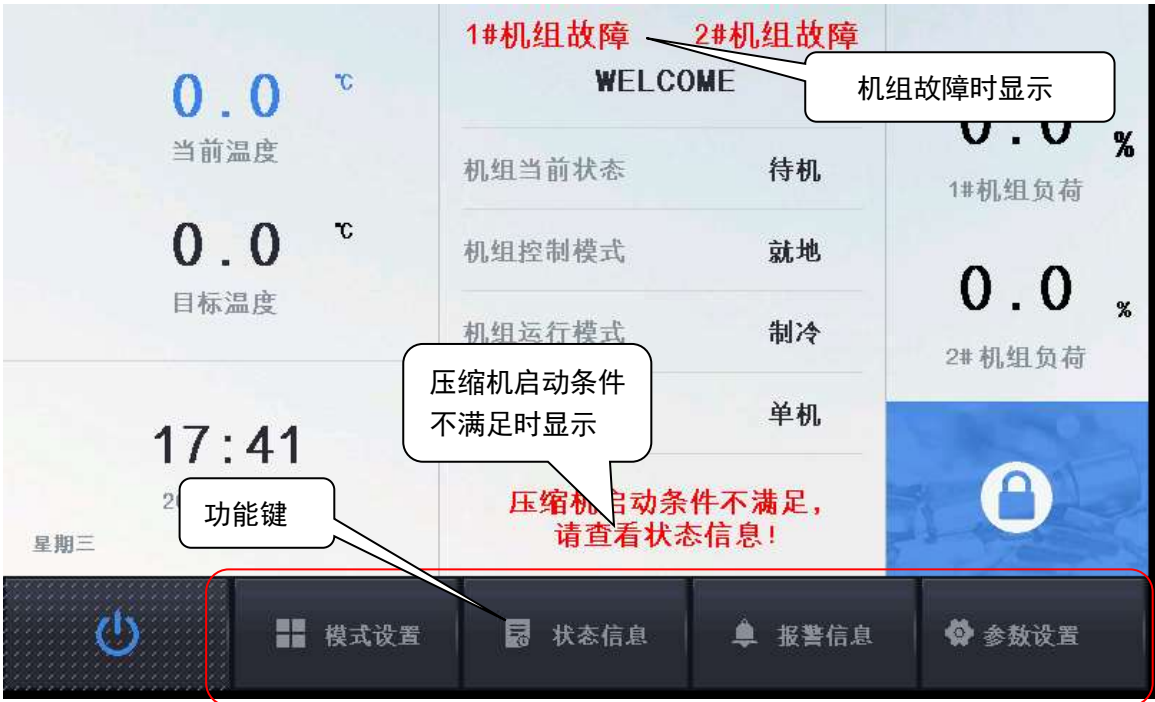 1#机组故障 2#机组故障
WELCOME
机组故障时显示
0.0 ℃
当前温度
0.0 ℃
目标温度
机组当前状态 待机
机组控制模式 就地
机组运行模式 制冷
单机
0.0 %
1#机组负荷
0.0 %
2#机组负荷
压缩机启动条件
不满足时显示
17:41
功能键
星期三
压缩机启动条件不满足,
请查看状态信息!
模式设置 状态信息 报警信息 参数设置